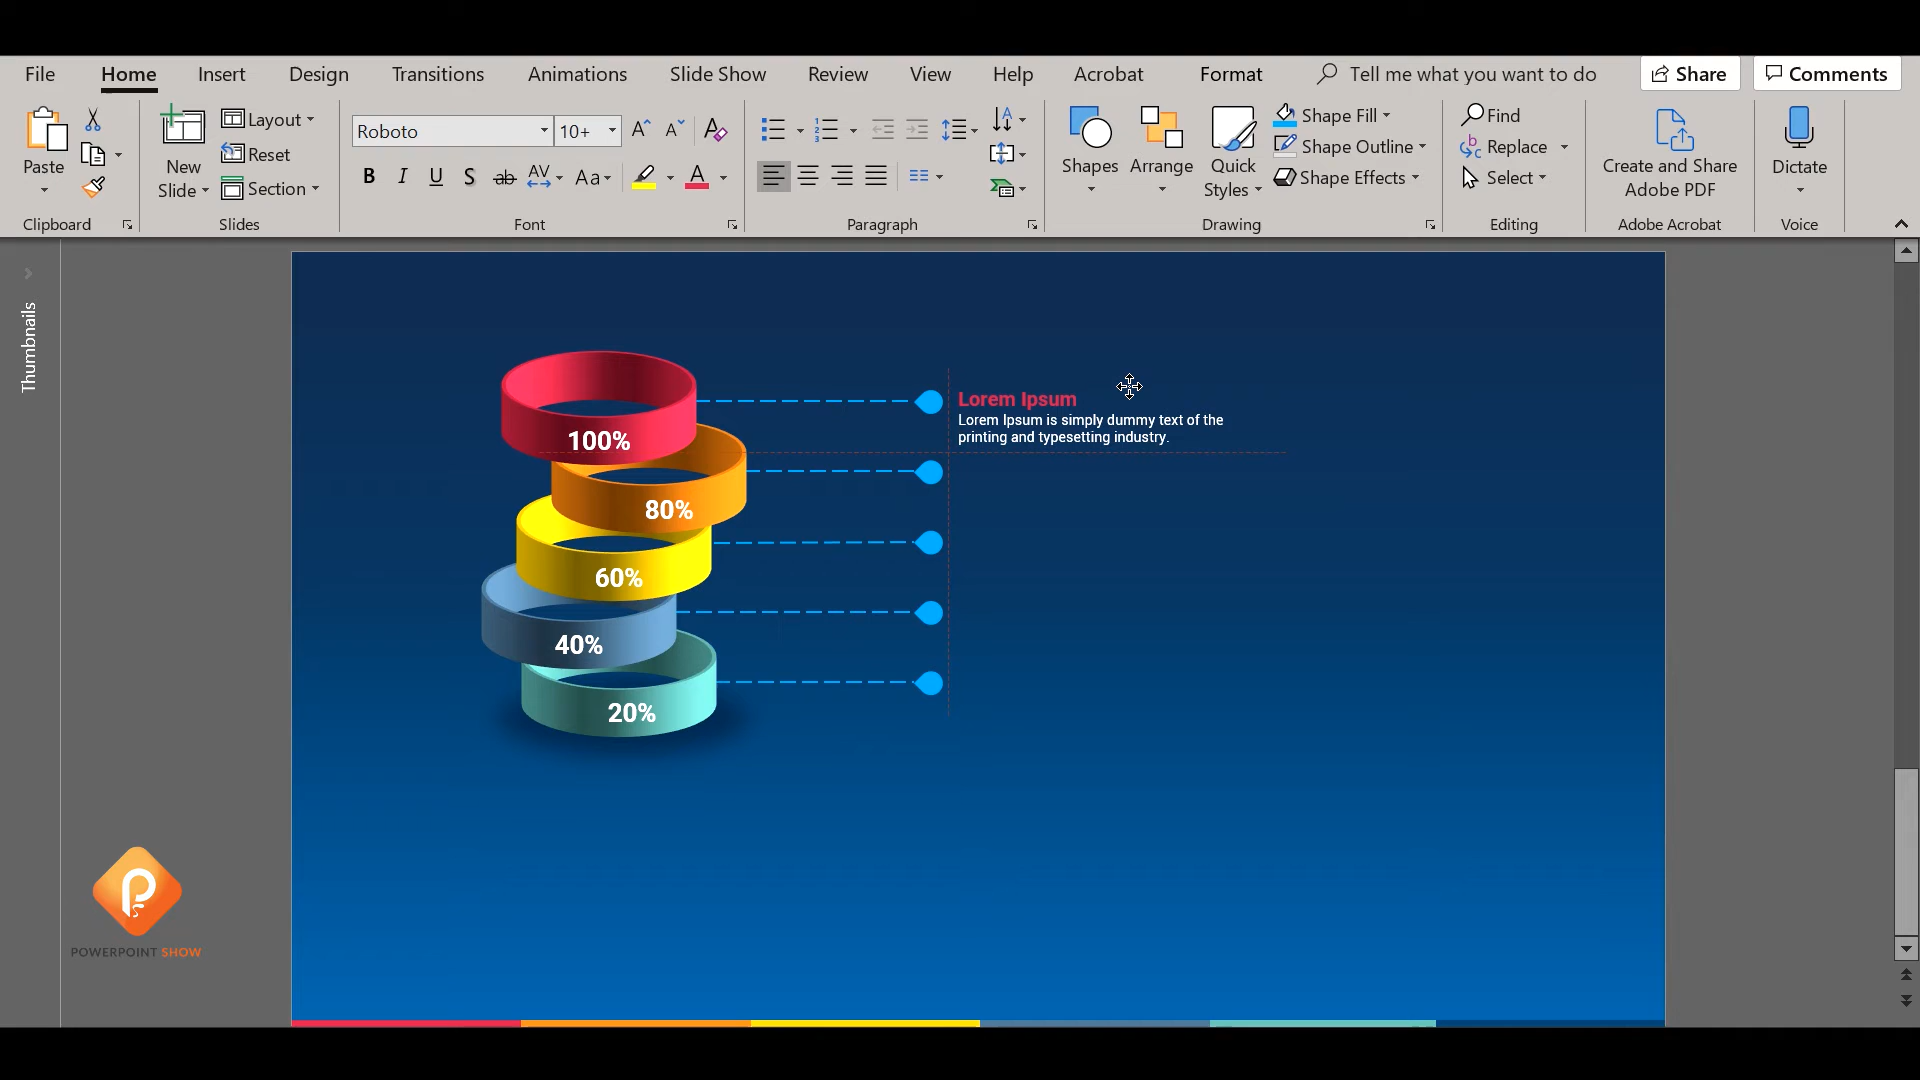 File Home Insert Design Transitions Animations Slide Show Review View Help Acrobat Format Tell me what you want to do Share Comments
Paste
New
Slide
Layout
Reset
Section
Roboto 10+
B I U S ab AV Aa A
Shapes
Arrange
Quick
Styles
Shape Fill
Shape Outline
Shape Effects
Find
Replace
Select
Create and Share
Adobe PDF
Dictate
Clipboard Slides Font Paragraph Drawing Editing Adobe Acrobat Voice
Thumbnails
Lorem Ipsum
Lorem Ipsum is simply dummy text of the
printing and typesetting industry.
100%
80%
60%
40%
20%
POWERPOINT SHOW